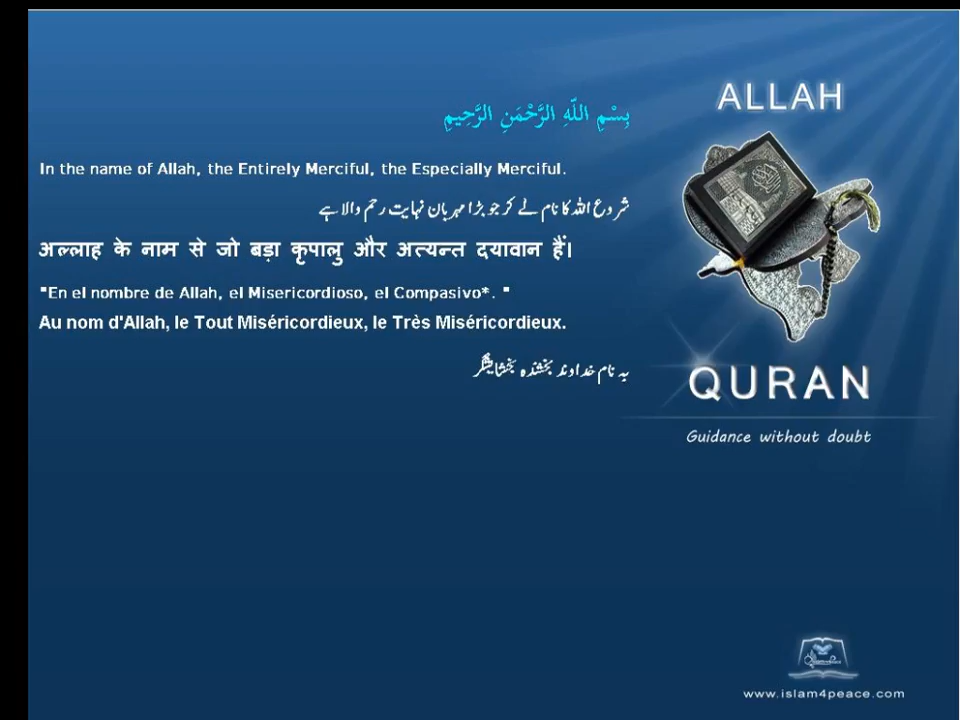 بِسْمِ اللَّهِ الرَّحْمَنِ الرَّحِيمِ
In the name of Allah, the Entirely Merciful, the Especially Merciful.
شروع الله کا نام لے کر جو بڑا مہربان نہایت رحم والا ہے
अल्लाह के नाम से जो बड़ा कृपालु और अत्यन्त दयावान हैं।
"En el nombre de Allah, el Misericordioso, el Compasivo*. "
Au nom d'Allah, le Tout Miséricordieux, le Très Miséricordieux.
به نام خداوند بخشنده بخشایشگر
ALLAH
QURAN
Guidance without doubt
www.islam4peace.com